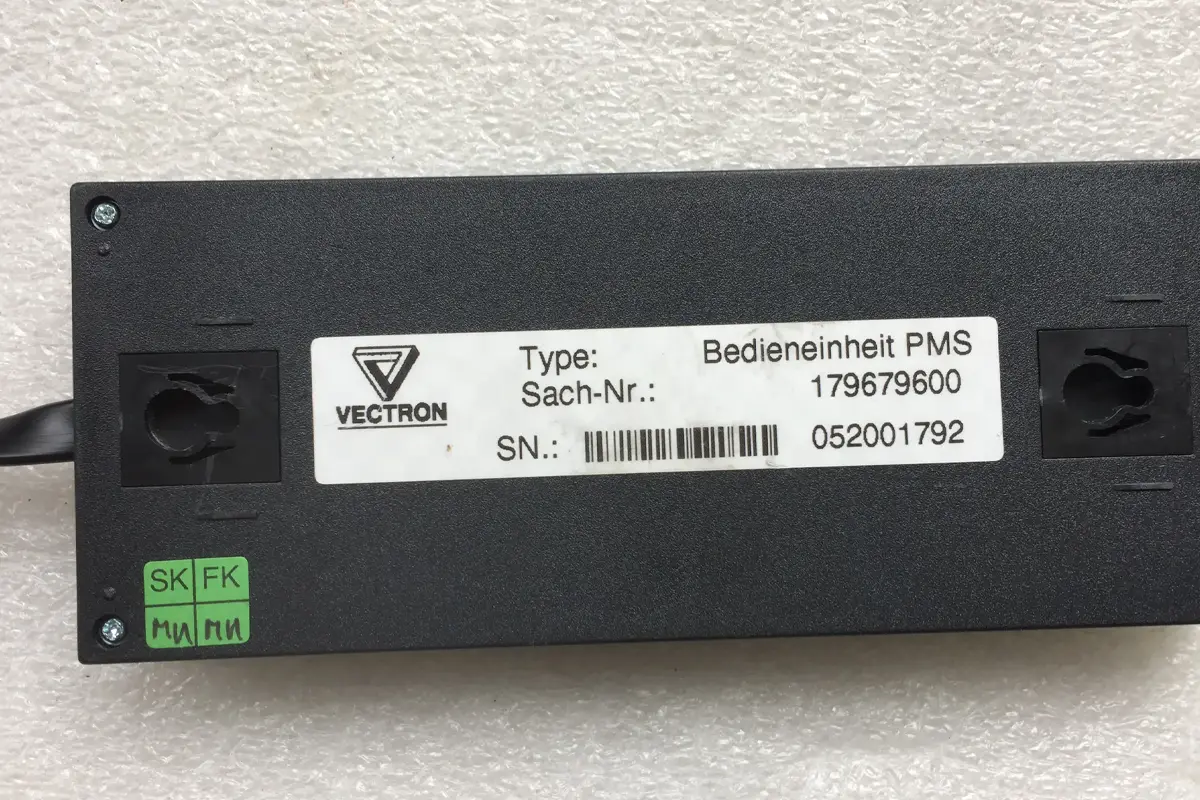 VECTRON
Type: Bedieneinheit PMS
Sach-Nr.: 179679600
SN.: 052001792
SK FK